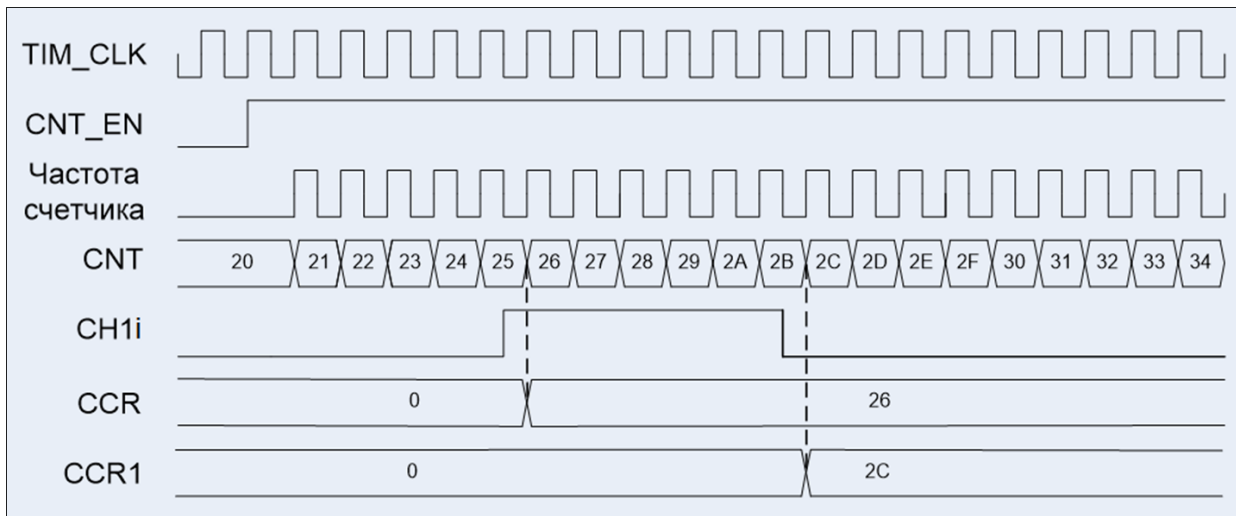 TIM_CLK
CNT_EN
Частота
счетчика
CNT 20 21 22 23 24 25 26 27 28 29 2A 2B 2C 2D 2E 2F 30 31 32 33 34
CH1i
CCR 0 26
CCR1 0 2C